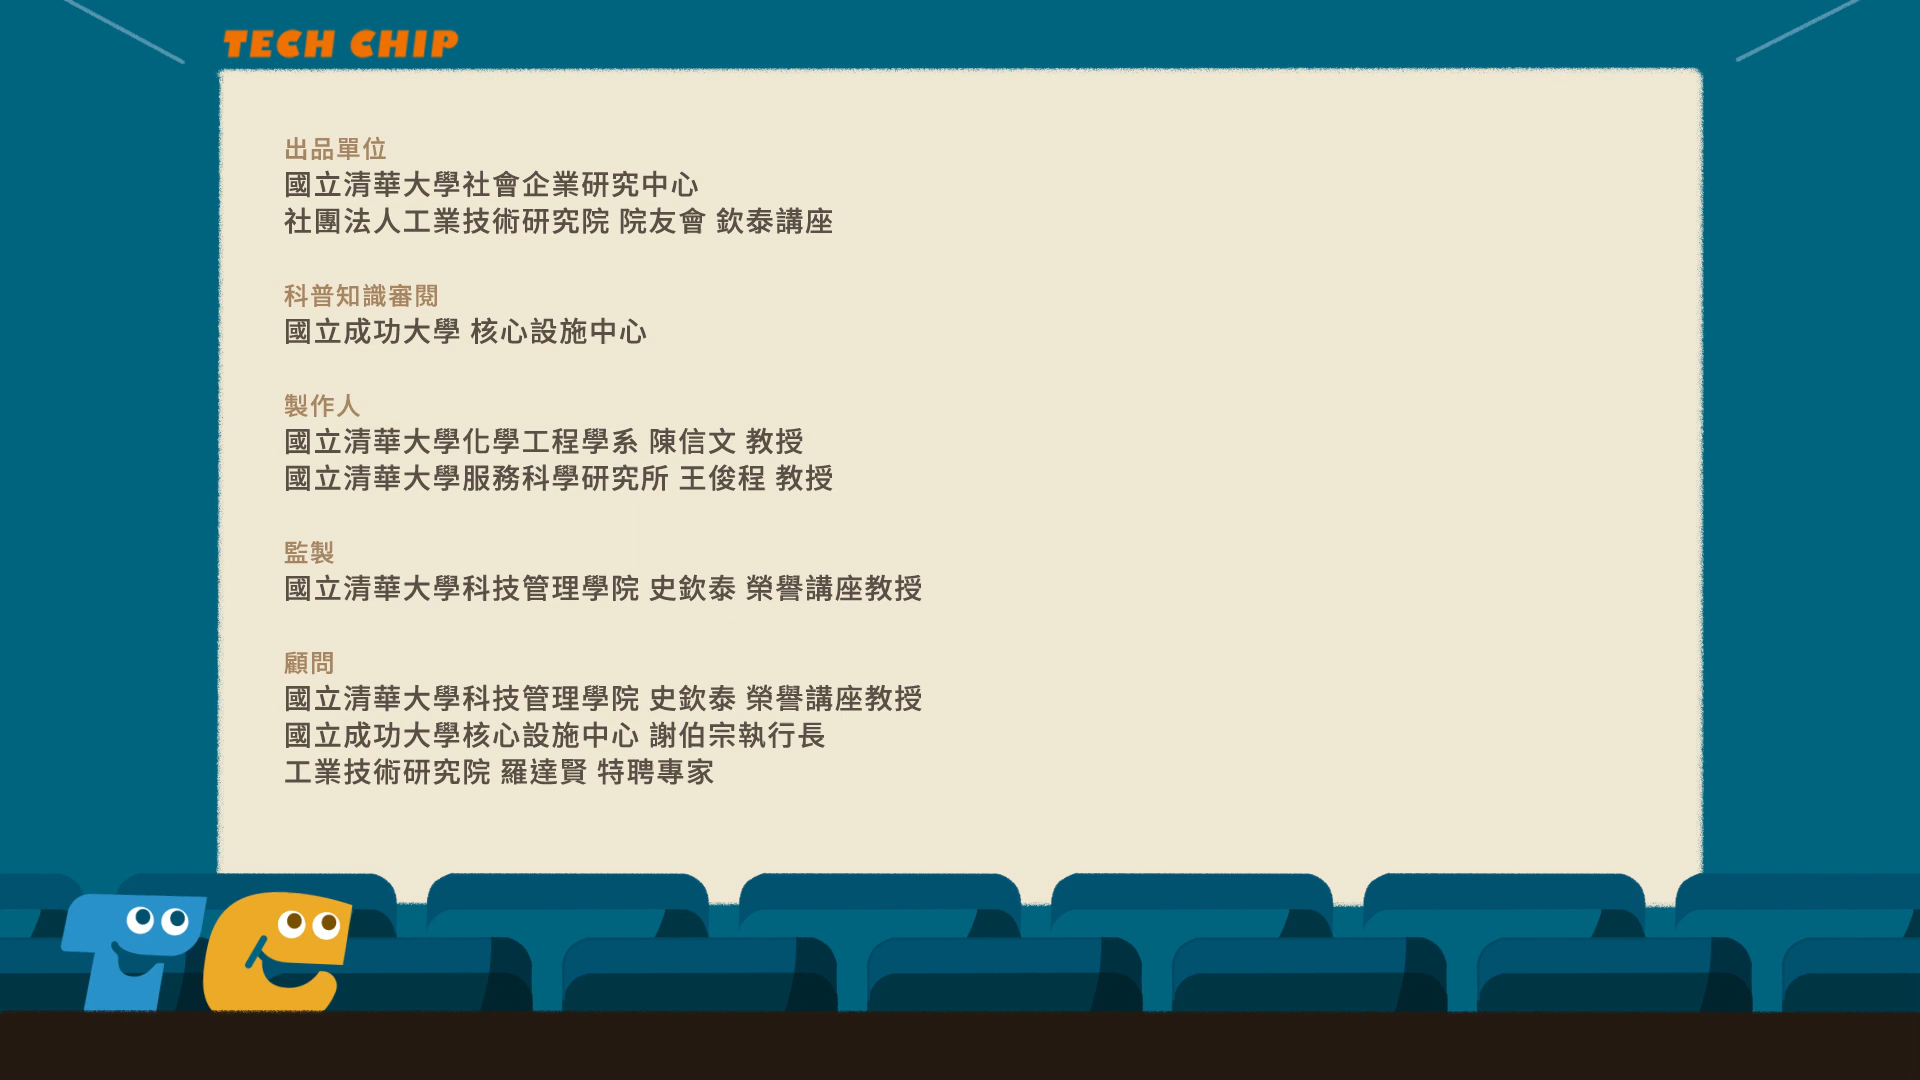 TECH CHIP
出品單位
國立清華大學社會企業研究中心
社團法人工業技術研究院 院友會 欽泰講座
科普知識審閱
國立成功大學 核心設施中心
製作人
國立清華大學化學工程學系 陳信文 教授
國立清華大學服務科學研究所 王俊程 教授
監製
國立清華大學科技管理學院 史欽泰 榮譽講座教授
顧問
國立清華大學科技管理學院 史欽泰 榮譽講座教授
國立成功大學核心設施中心 謝伯宗執行長
工業技術研究院 羅達賢 特聘專家